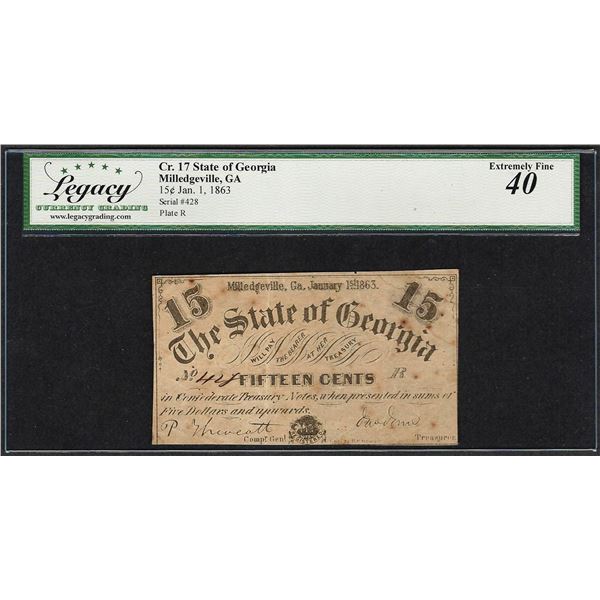 Legacy
CURRENCY GRADING
www.legacygrading.com
Cr. 17 State of Georgia
Milledgeville, GA
15¢ Jan. 1, 1863
Serial #428
Plate R
Extremely Fine
40
Milledgeville, Ga. January 1st 1863.
15
15
The State of Georgia
WILL PAY THE BEARER AT HER TREASURY
No 428 FIFTEEN CENTS R
in Confederate Treasury Notes, when presented in sums of
Five Dollars and upwards.
Compt. Genl.
Treasurer